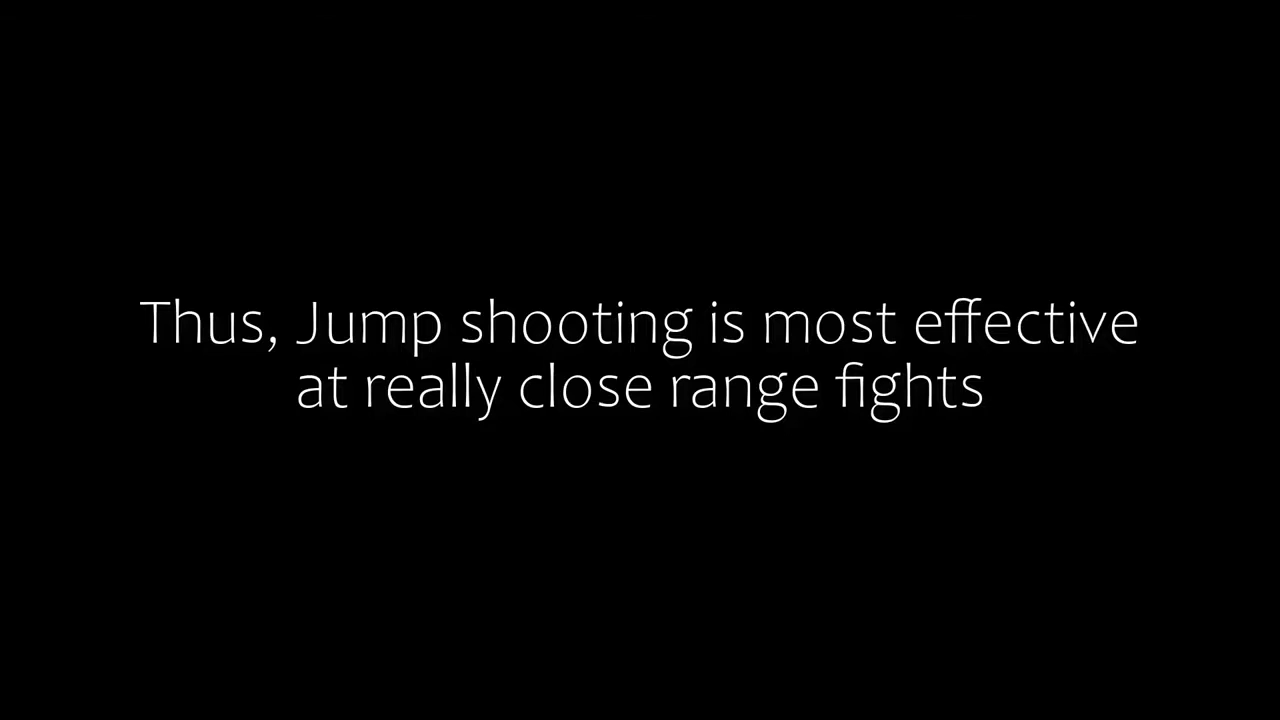 Thus, Jump shooting is most effective
at really close range fights